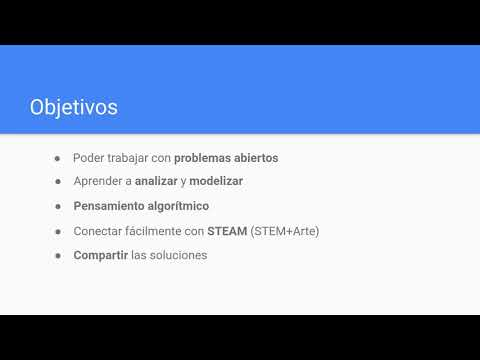 Objetivos
● Poder trabajar con problemas abiertos
● Aprender a analizar y modelizar
● Pensamiento algorítmico
● Conectar fácilmente con STEAM (STEM+Arte)
● Compartir las soluciones